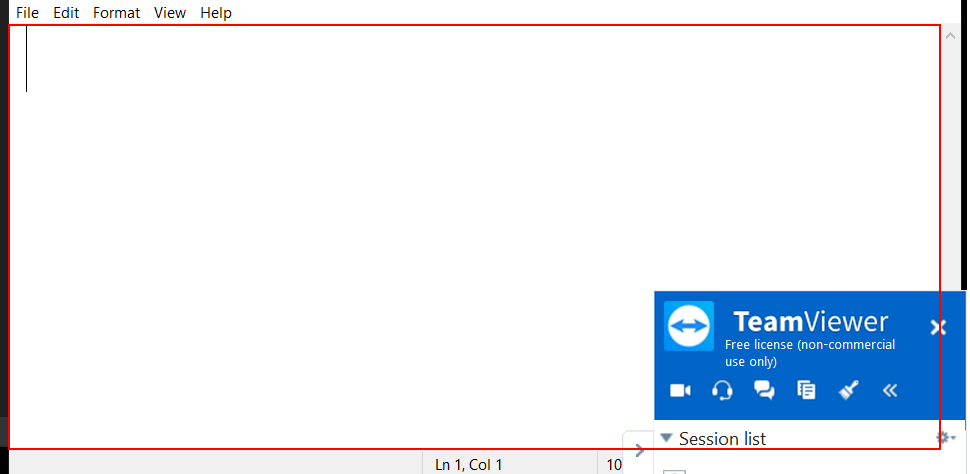 File Edit Format View Help
TeamViewer
Free license (non-commercial
use only)
Session list
Ln 1, Col 1
10